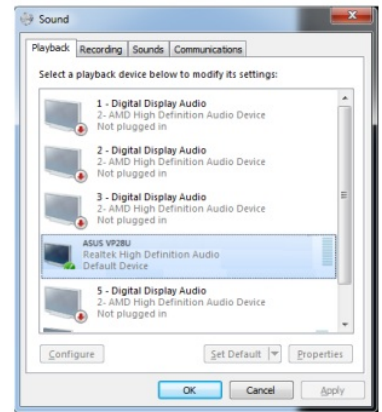 Sound
Playback Recording Sounds Communications
Select a playback device below to modify its settings:
1 - Digital Display Audio
2- AMD High Definition Audio Device
Not plugged in
2 - Digital Display Audio
2- AMD High Definition Audio Device
Not plugged in
3 - Digital Display Audio
2- AMD High Definition Audio Device
Not plugged in
ASUS VP28U
Realtek High Definition Audio
Default Device
5 - Digital Display Audio
2- AMD High Definition Audio Device
Not plugged in
Configure Set Default Properties
OK Cancel Apply